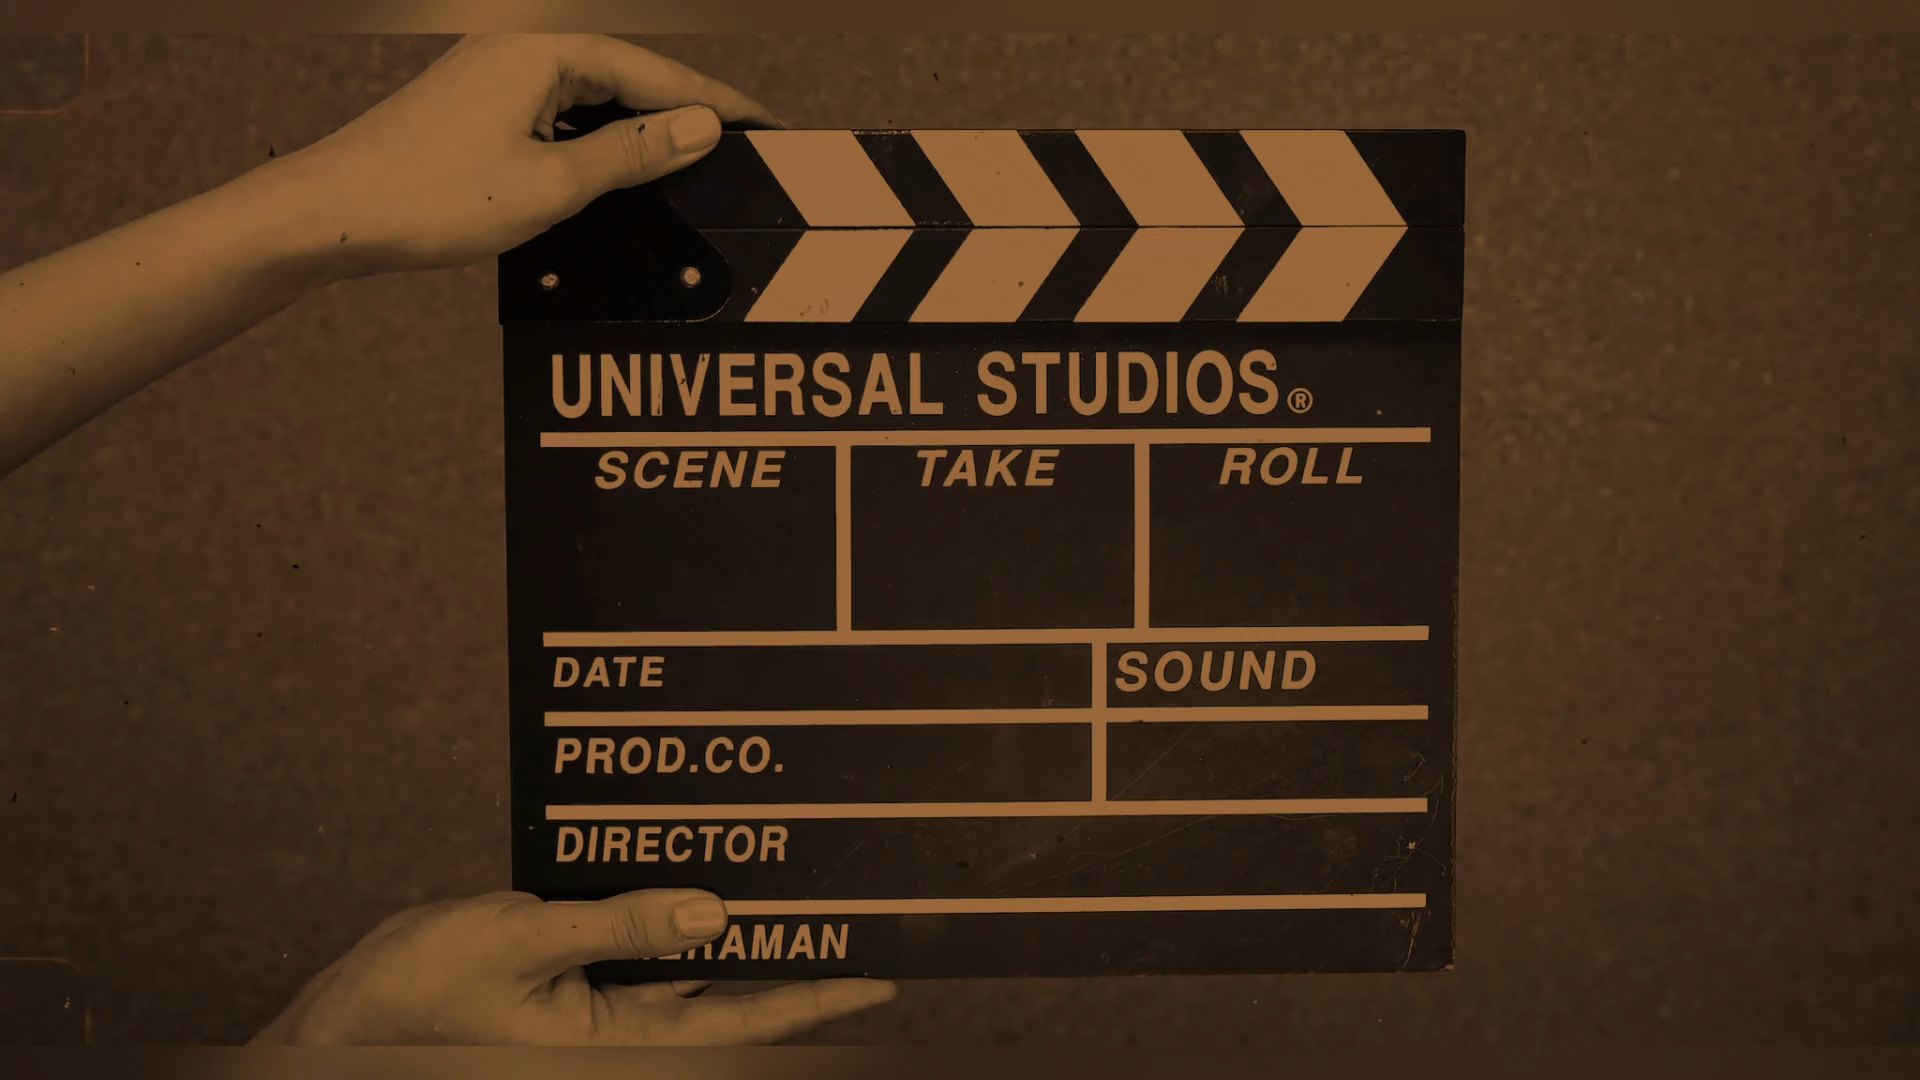 UNIVERSAL STUDIOS®
SCENE TAKE ROLL
DATE SOUND
PROD.CO.
DIRECTOR